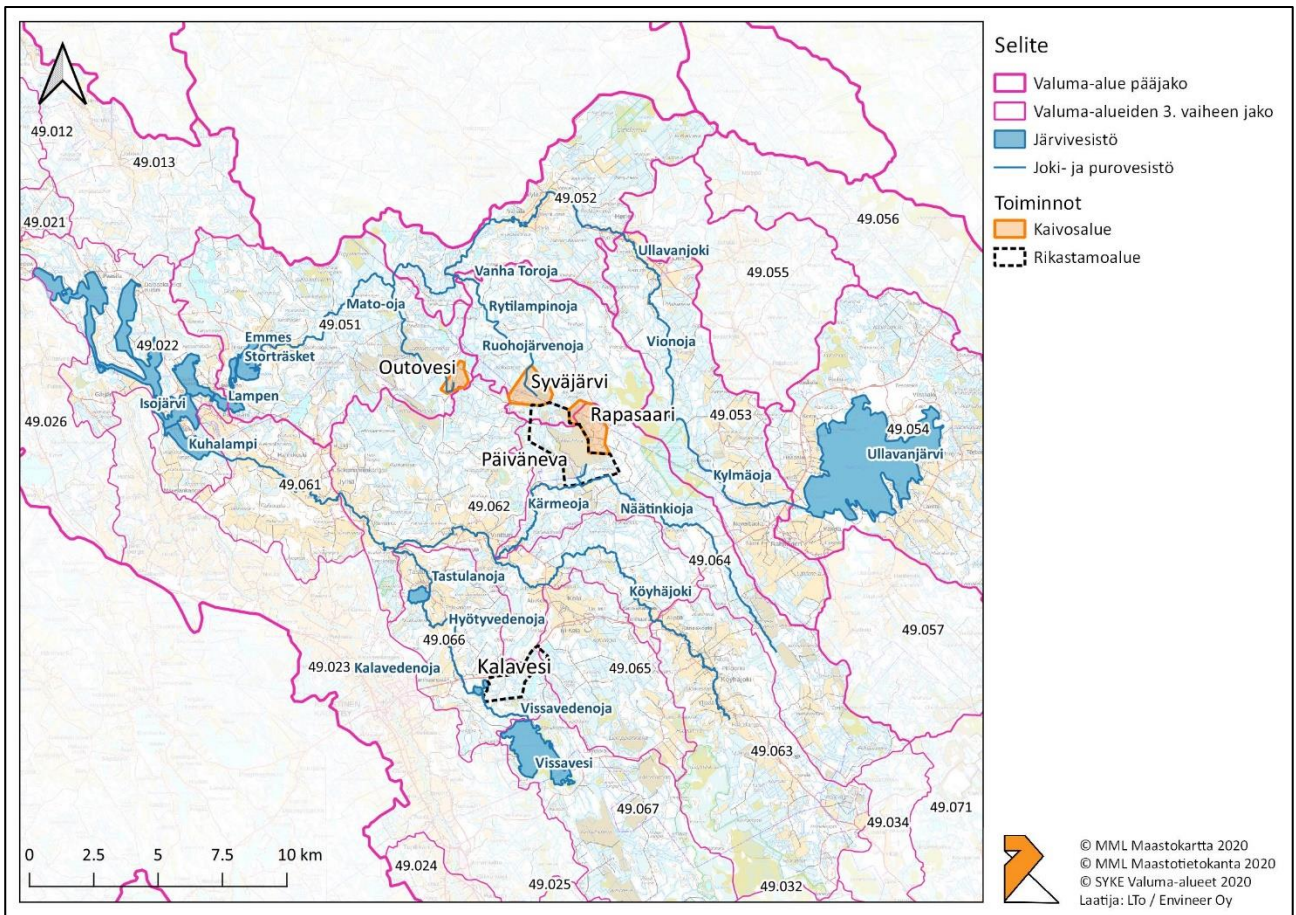 49.012
49.013
49.021
49.052
49.056
49.055
Ullavanjoki
Vanha Toroja
Mato-oja
Rytilampinoja
49.051
Emmes
Storträsket
Ruohojärvenoja
Vionoja
49.022
Outovesi
Syväjärvi
Isojärvi
Lampen
Rapasaari
49.053
49.026
49.054
Kuhalampi
Ullavanjärvi
Päiväneva
Kylmäoja
49.061
49.062
Kärmeoja
Näätinkioja
49.064
Tastulanoja
Köyhäjoki
Hyötyvedenoja
49.066
49.057
49.023
Kalavedenoja
Kalavesi
49.065
Vissavedenoja
49.063
Vissavesi
49.067
49.071
49.034
49.024
49.025
49.032
0 2.5 5 7.5 10 km
Selite
Valuma-alue pääjako
Valuma-alueiden 3. vaiheen jako
Järvivesistö
Joki- ja purovesistö
Toiminnot
Kaivosalue
Rikastamoalue
© MML Maastokartta 2020
© MML Maastotietokanta 2020
© SYKE Valuma-alueet 2020
Laatija: LTo / Envineer Oy